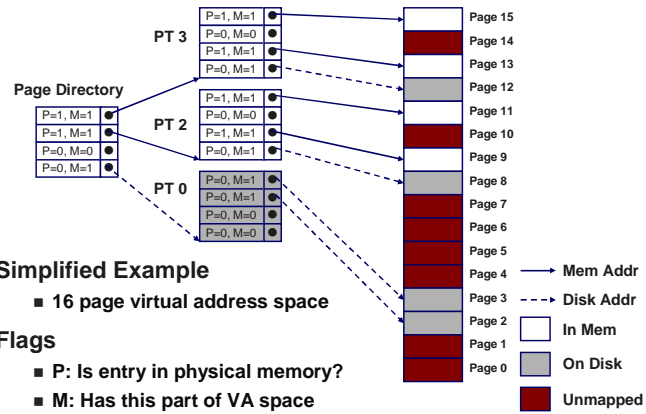 PT 3
P=1, M=1
P=0, M=0
P=1, M=1
P=0, M=1
Page Directory
P=1, M=1
P=1, M=1
P=0, M=0
P=0, M=1
PT 2
P=1, M=1
P=0, M=0
P=1, M=1
P=0, M=1
PT 0
P=0, M=1
P=0, M=1
P=0, M=0
P=0, M=0
Page 15
Page 14
Page 13
Page 12
Page 11
Page 10
Page 9
Page 8
Page 7
Page 6
Page 5
Page 4
Page 3
Page 2
Page 1
Page 0
Mem Addr
Disk Addr
In Mem
On Disk
Unmapped
Simplified Example
■ 16 page virtual address space
Flags
■ P: Is entry in physical memory?
■ M: Has this part of VA space